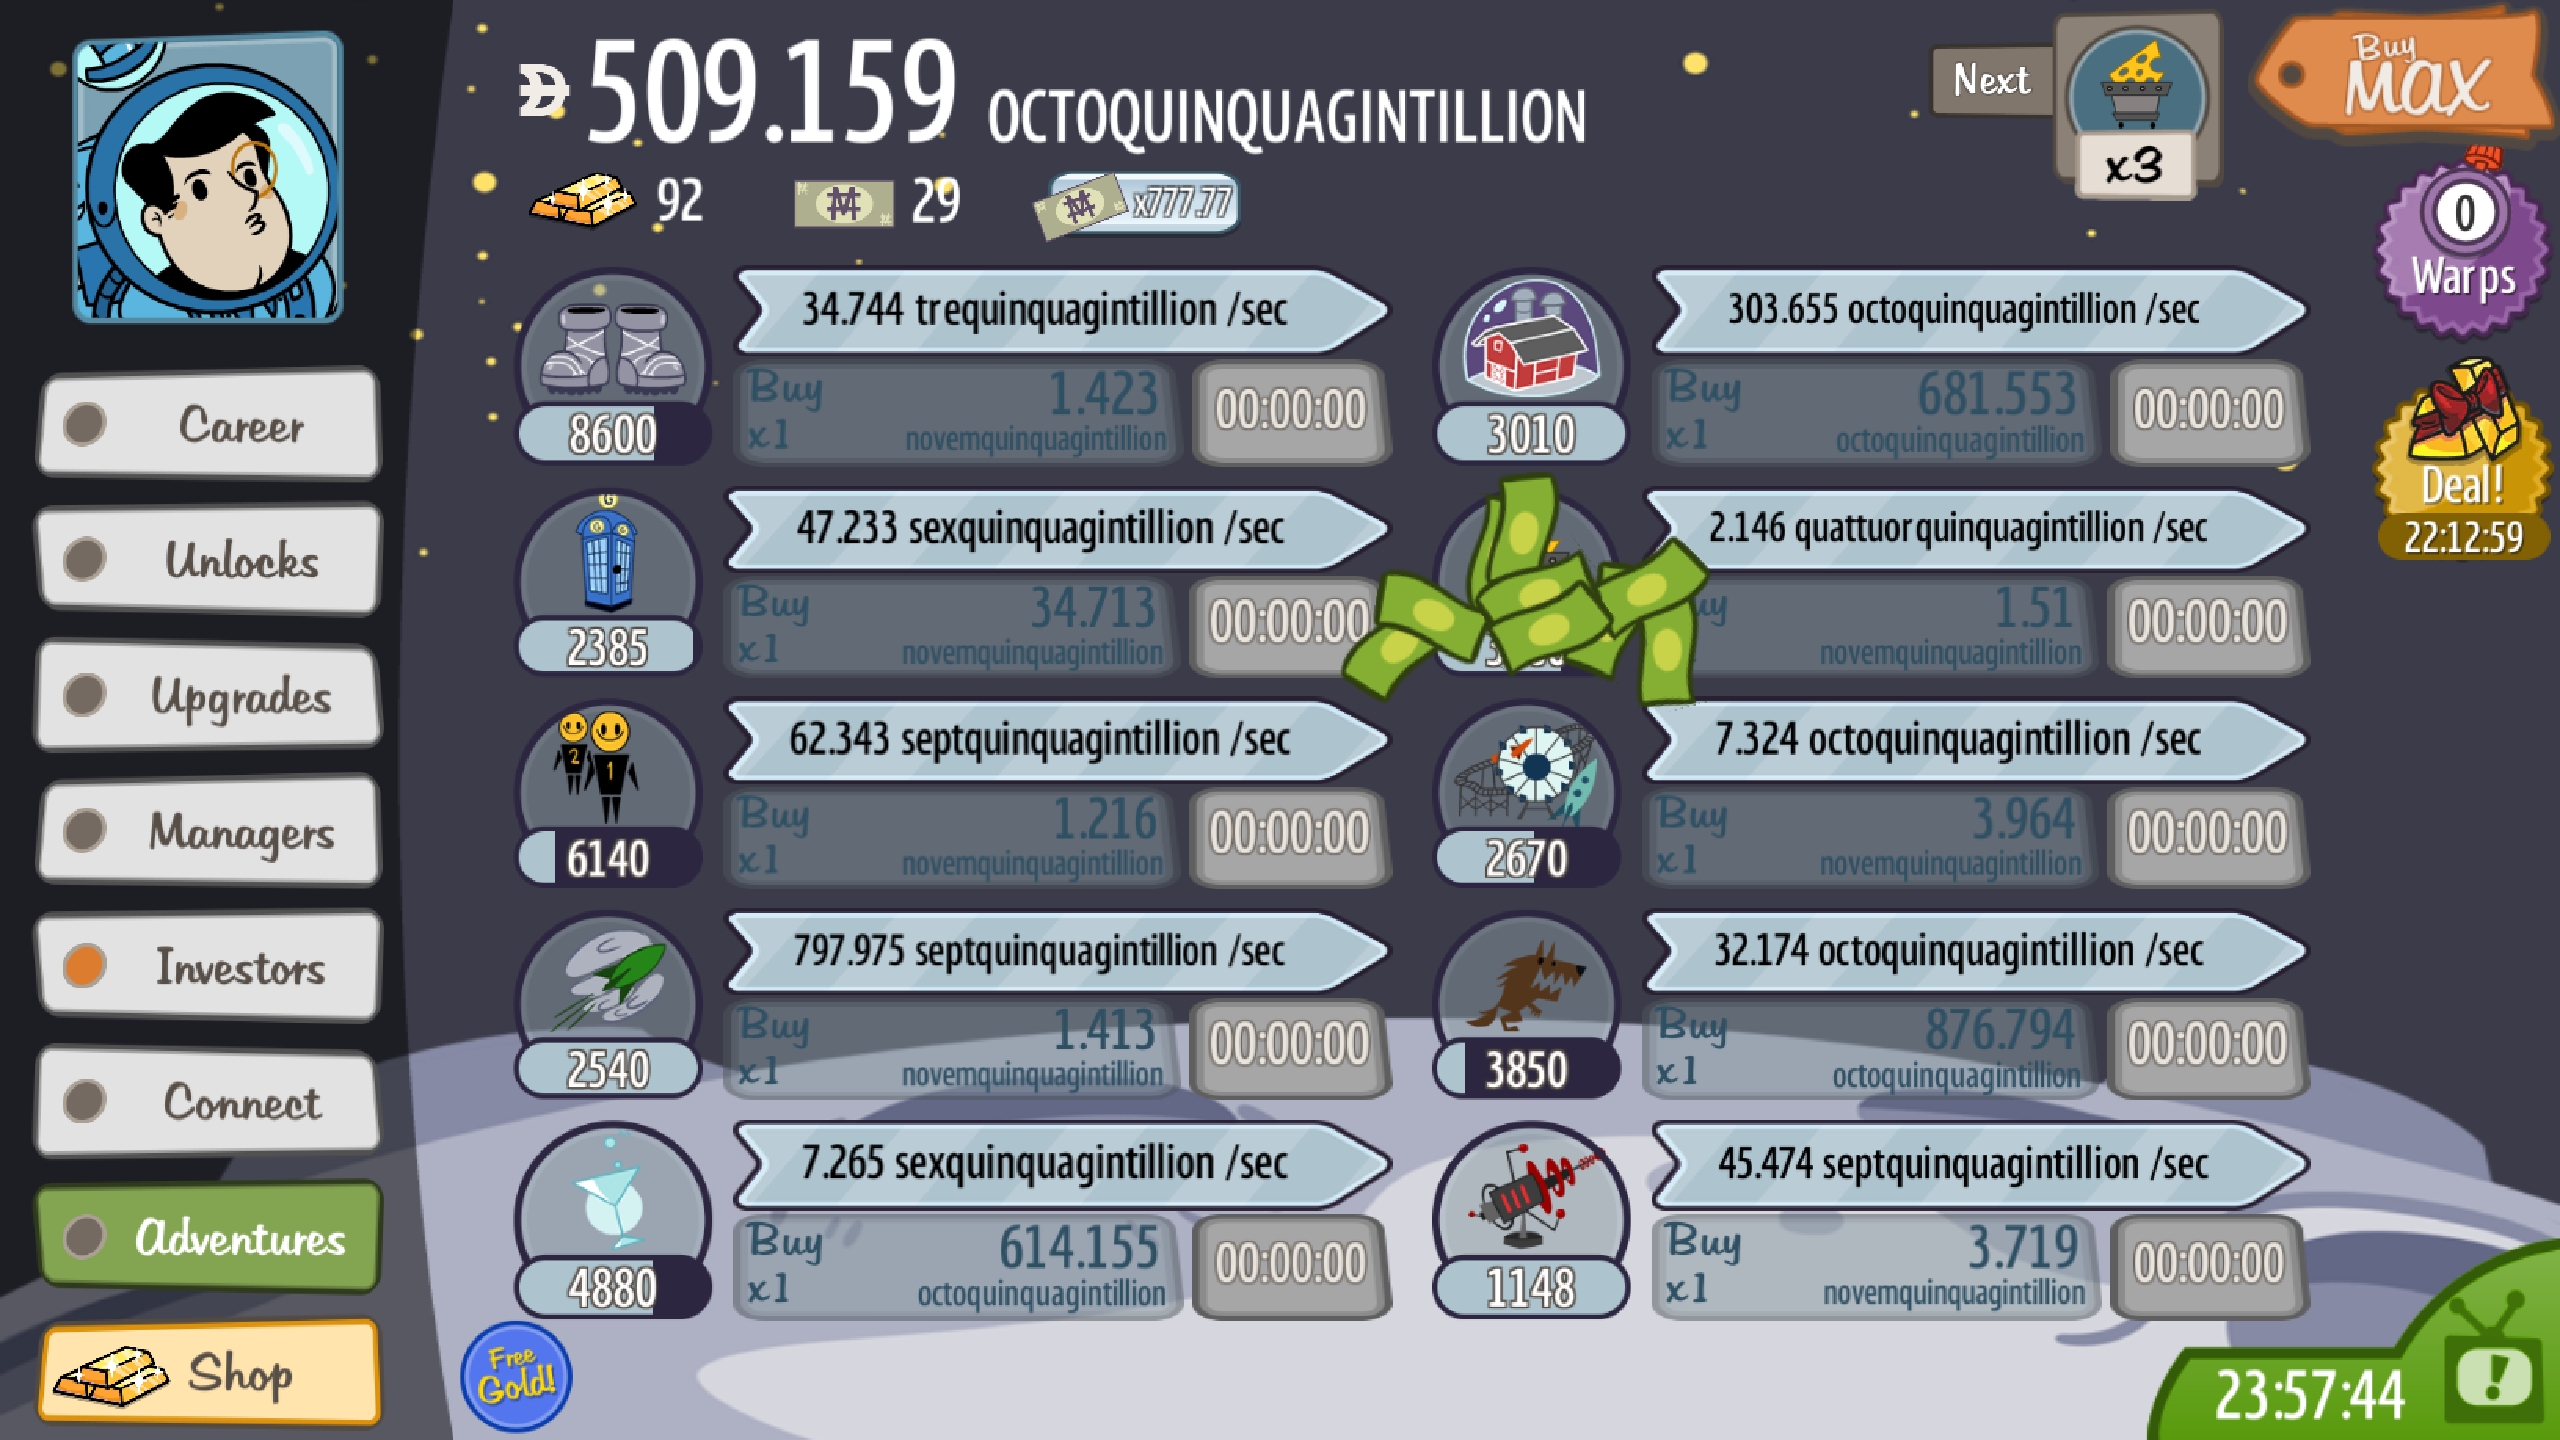 509.159 OCTOQUINQUAGINTILLION
Next
x3
Buy
MAX
92
29
x777.77
0
Warps
Deal!
22:12:59
Career
Unlocks
Upgrades
Managers
Investors
Connect
Adventures
Shop
34.744 trequinquagintillion /sec
8600
Buy
x1
1.423
novemquinquagintillion
00:00:00
303.655 octoquinquagintillion /sec
3010
Buy
x1
681.553
octoquinquagintillion
00:00:00
47.233 sexquinquagintillion /sec
2385
Buy
x1
34.713
novemquinquagintillion
00:00:00
2.146 quattuorquinquagintillion /sec
1.51
novemquinquagintillion
00:00:00
62.343 septquinquagintillion /sec
2
1
6140
Buy
x1
1.216
novemquinquagintillion
00:00:00
7.324 octoquinquagintillion /sec
2670
Buy
x1
3.964
novemquinquagintillion
00:00:00
797.975 septquinquagintillion /sec
2540
Buy
x1
1.413
novemquinquagintillion
00:00:00
32.174 octoquinquagintillion /sec
3850
Buy
x1
876.794
octoquinquagintillion
00:00:00
7.265 sexquinquagintillion /sec
4880
Buy
x1
614.155
octoquinquagintillion
00:00:00
45.474 septquinquagintillion /sec
1148
Buy
x1
3.719
novemquinquagintillion
00:00:00
Free
Gold!
23:57:44
!